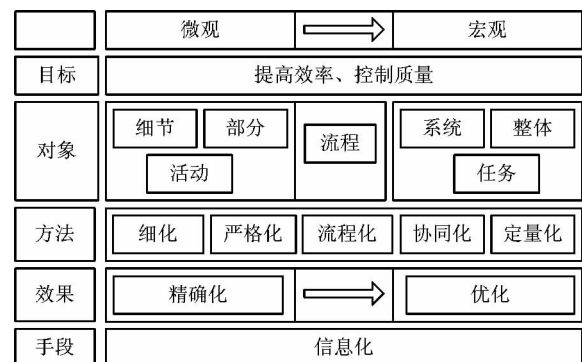 微观 宏观
目标 提高效率、控制质量
对象 细节 部分 流程 系统 整体
活动 任务
方法 细化 严格化 流程化 协同化 定量化
效果 精确化 优化
手段 信息化